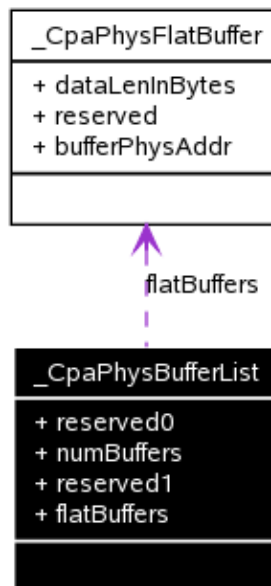 _CpaPhysFlatBuffer
+ dataLenInBytes
+ reserved
+ bufferPhysAddr
flatBuffers
_CpaPhysBufferList
+ reserved0
+ numBuffers
+ reserved1
+ flatBuffers